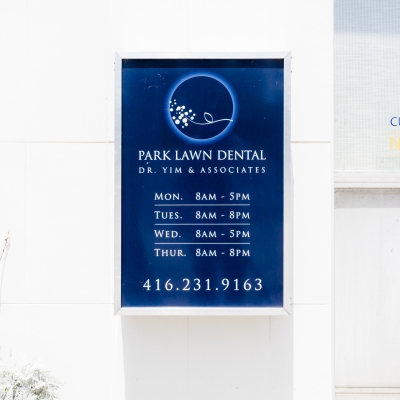 PARK LAWN DENTAL
DR. YIM & ASSOCIATES
MON. 8AM - 5PM
TUES. 8AM - 8PM
WED. 8AM - 5PM
THUR. 8AM - 8PM
416.231.9163